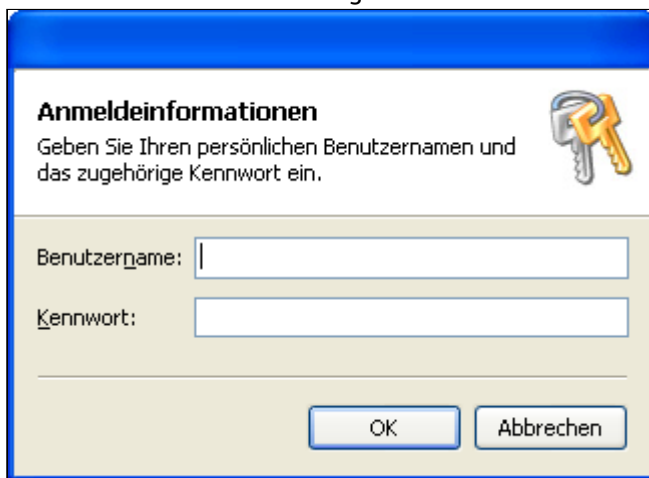 Anmeldeinformationen
Geben Sie Ihren persönlichen Benutzernamen und
das zugehörige Kennwort ein.
Benutzername:
Kennwort:
OK Abbrechen